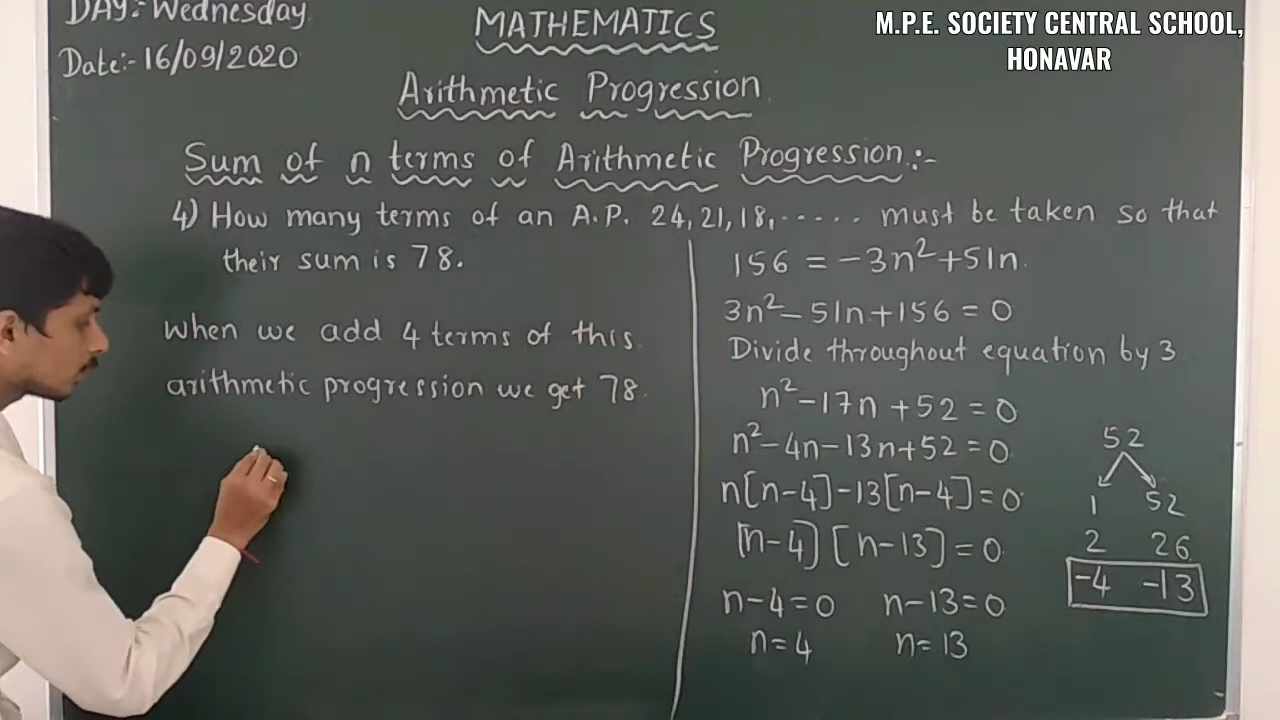 DAY:- Wednesday
Date:- 16/09/2020
MATHEMATICS
M.P.E. SOCIETY CENTRAL SCHOOL,
HONAVAR
Arithmetic Progression
Sum of n terms of Arithmetic Progression:-
4) How many terms of an A.P. 24, 21, 18, ..... must be taken so that
their sum is 78.
When we add 4 terms of this
arithmetic progression we get 78.
156 = -3n²+51n
3n²-51n+156=0
Divide throughout equation by 3
n²-17n+52=0
n²-4n-13n+52=0
n[n-4]-13[n-4]=0
[n-4] [n-13]=0
n-4=0 n-13=0
n=4 n=13
52
1 52
2 26
-4 -13